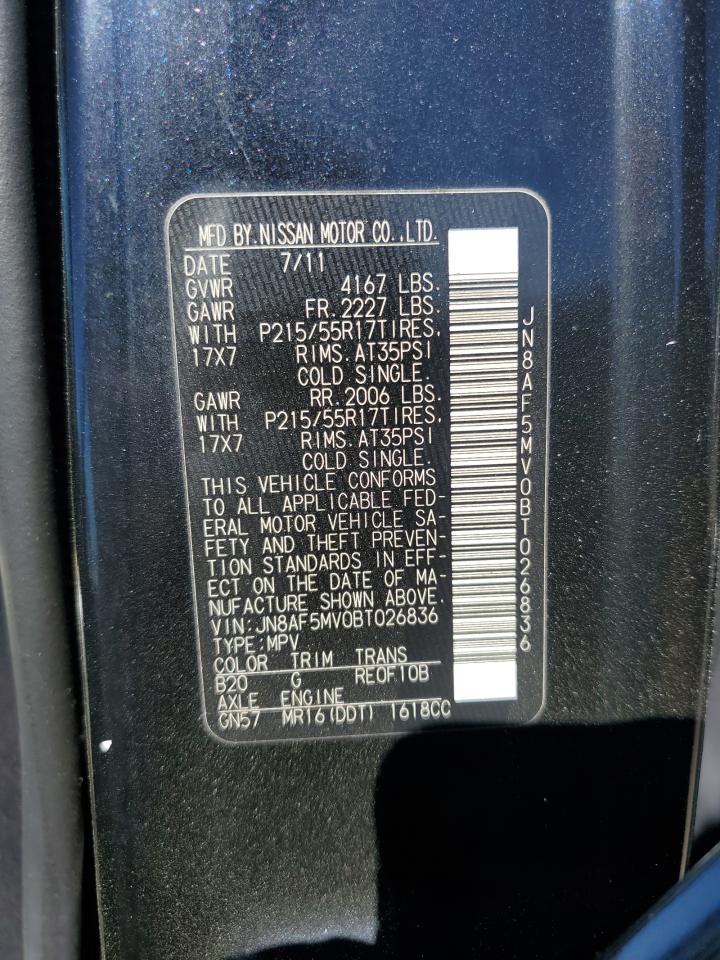 MFD BY.NISSAN MOTOR CO.,LTD.
DATE 7/11
GVWR 4167 LBS.
GAWR FR.2227 LBS.
WITH P215/55R17TIRES,
17X7 RIMS.AT35PSI
COLD SINGLE.
GAWR RR.2006 LBS.
WITH P215/55R17TIRES,
17X7 RIMS.AT35PSI
COLD SINGLE.
THIS VEHICLE CONFORMS
TO ALL APPLICABLE FED-
ERAL MOTOR VEHICLE SA-
FETY AND THEFT PREVEN-
TION STANDARDS IN EFF-
ECT ON THE DATE OF MA-
NUFACTURE SHOWN ABOVE.
VIN:JN8AF5MV0BT026836
TYPE:MPV
COLOR TRIM TRANS
B20 G RE0F10B
AXLE ENGINE
GN57 MR16(DDT) 1618CC
JN8AF5MV0BT026836